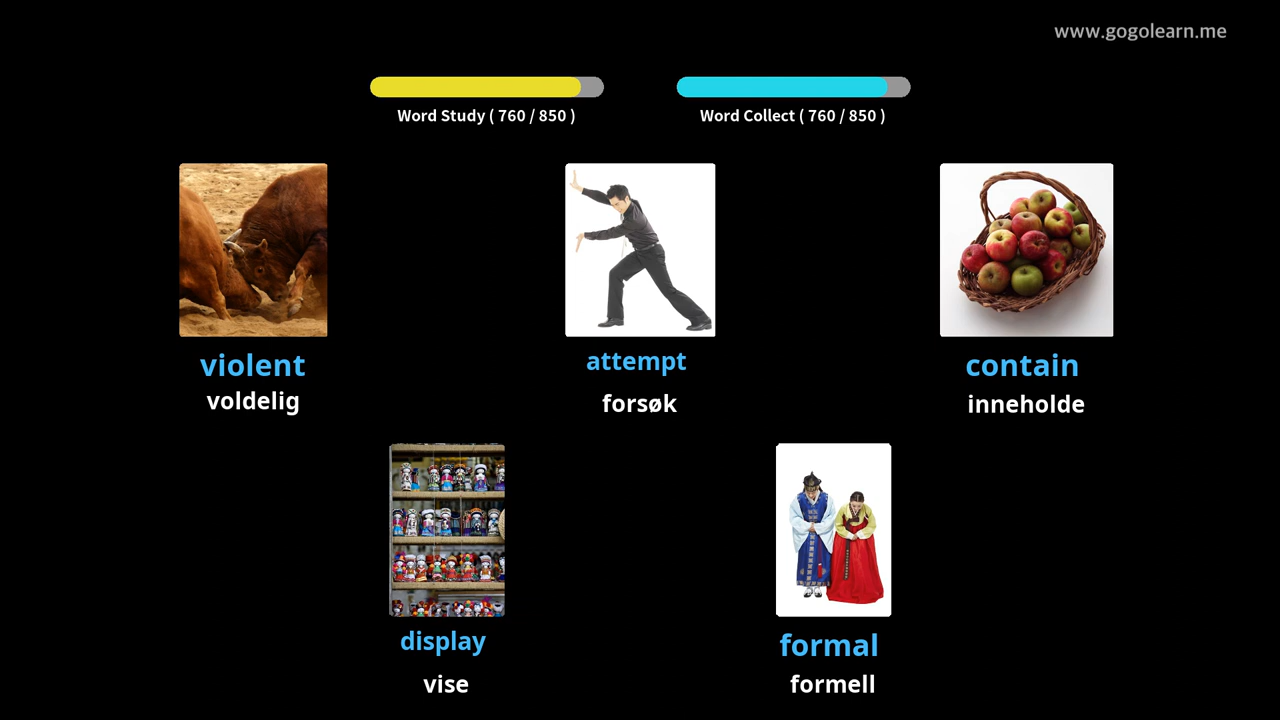 www.gogolearn.me
Word Study ( 760 / 850 )
Word Collect ( 760 / 850 )
violent
attempt
contain
voldelig
forsøk
inneholde
display
formal
vise
formell